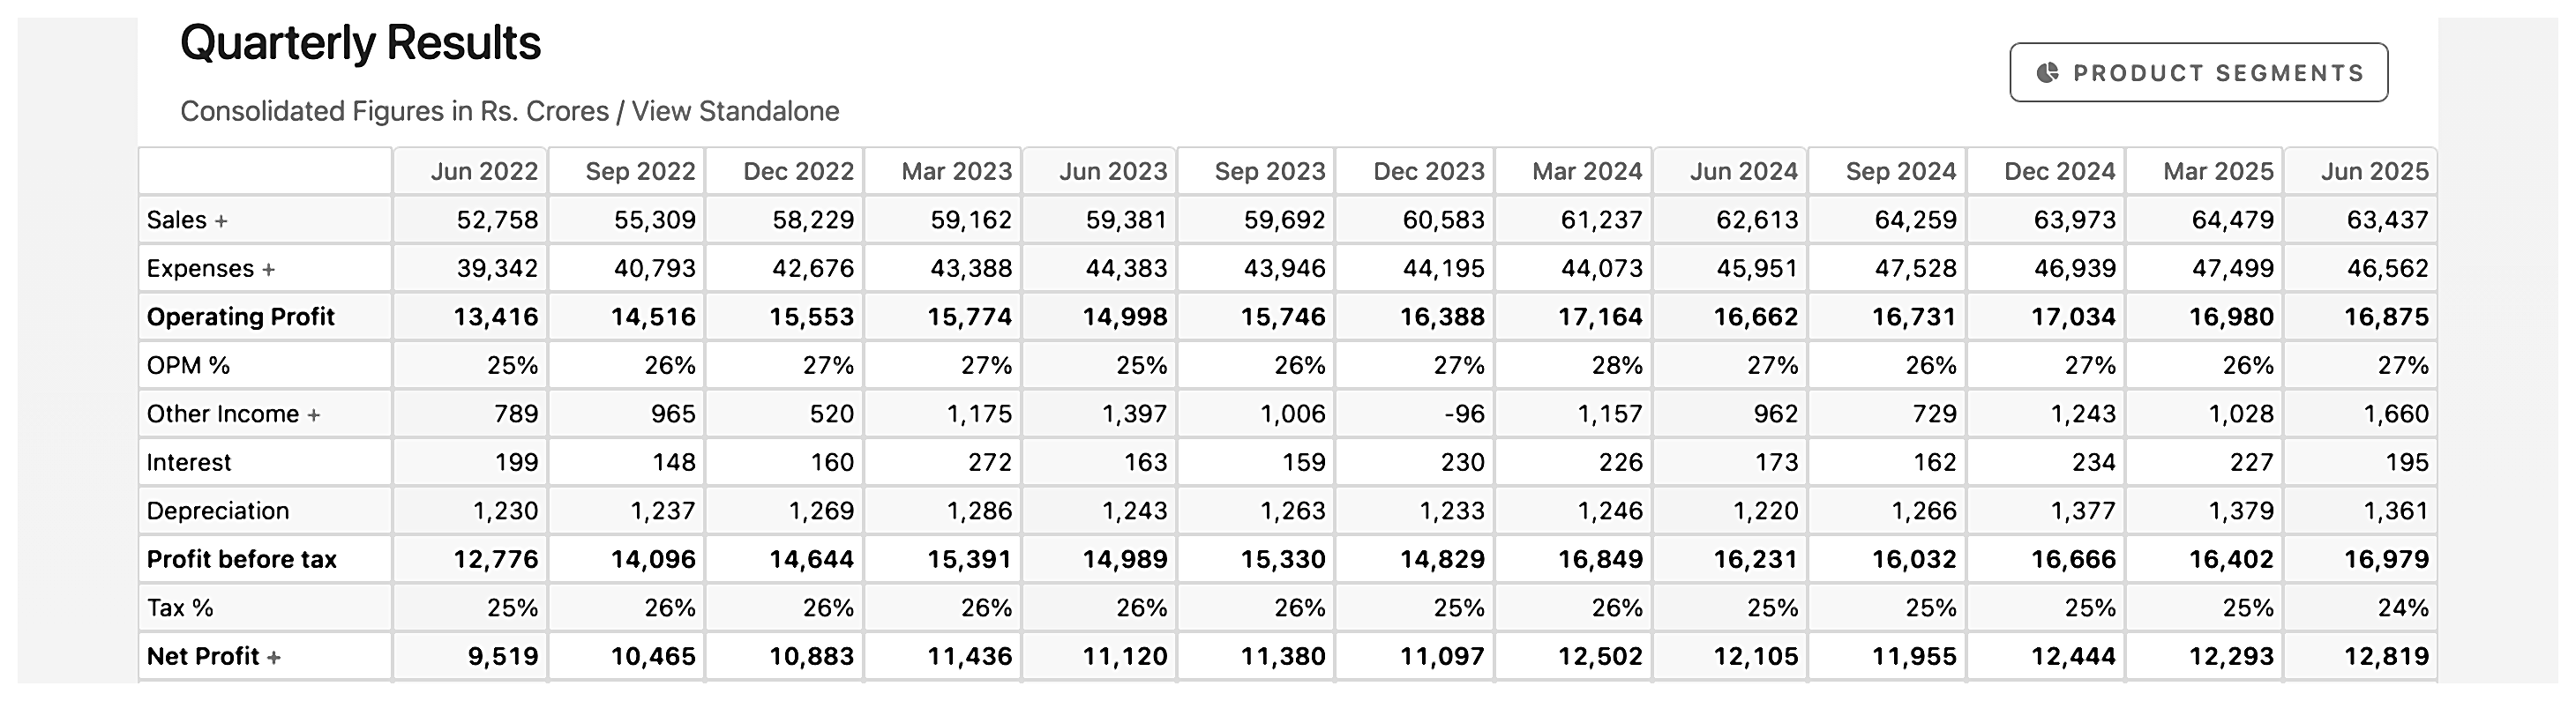 Quarterly Results
PRODUCT SEGMENTS
Consolidated Figures in Rs. Crores / View Standalone
Jun 2022 Sep 2022 Dec 2022 Mar 2023 Jun 2023 Sep 2023 Dec 2023 Mar 2024 Jun 2024 Sep 2024 Dec 2024 Mar 2025 Jun 2025
Sales + 52,758 55,309 58,229 59,162 59,381 59,692 60,583 61,237 62,613 64,259 63,973 64,479 63,437
Expenses + 39,342 40,793 42,676 43,388 44,383 43,946 44,195 44,073 45,951 47,528 46,939 47,499 46,562
Operating Profit 13,416 14,516 15,553 15,774 14,998 15,746 16,388 17,164 16,662 16,731 17,034 16,980 16,875
OPM % 25% 26% 27% 27% 25% 26% 27% 28% 27% 26% 27% 26% 27%
Other Income + 789 965 520 1,175 1,397 1,006 -96 1,157 962 729 1,243 1,028 1,660
Interest 199 148 160 272 163 159 230 226 173 162 234 227 195
Depreciation 1,230 1,237 1,269 1,286 1,243 1,263 1,233 1,246 1,220 1,266 1,377 1,379 1,361
Profit before tax 12,776 14,096 14,644 15,391 14,989 15,330 14,829 16,849 16,231 16,032 16,666 16,402 16,979
Tax % 25% 26% 26% 26% 26% 26% 25% 26% 25% 25% 25% 25% 24%
Net Profit + 9,519 10,465 10,883 11,436 11,120 11,380 11,097 12,502 12,105 11,955 12,444 12,293 12,819